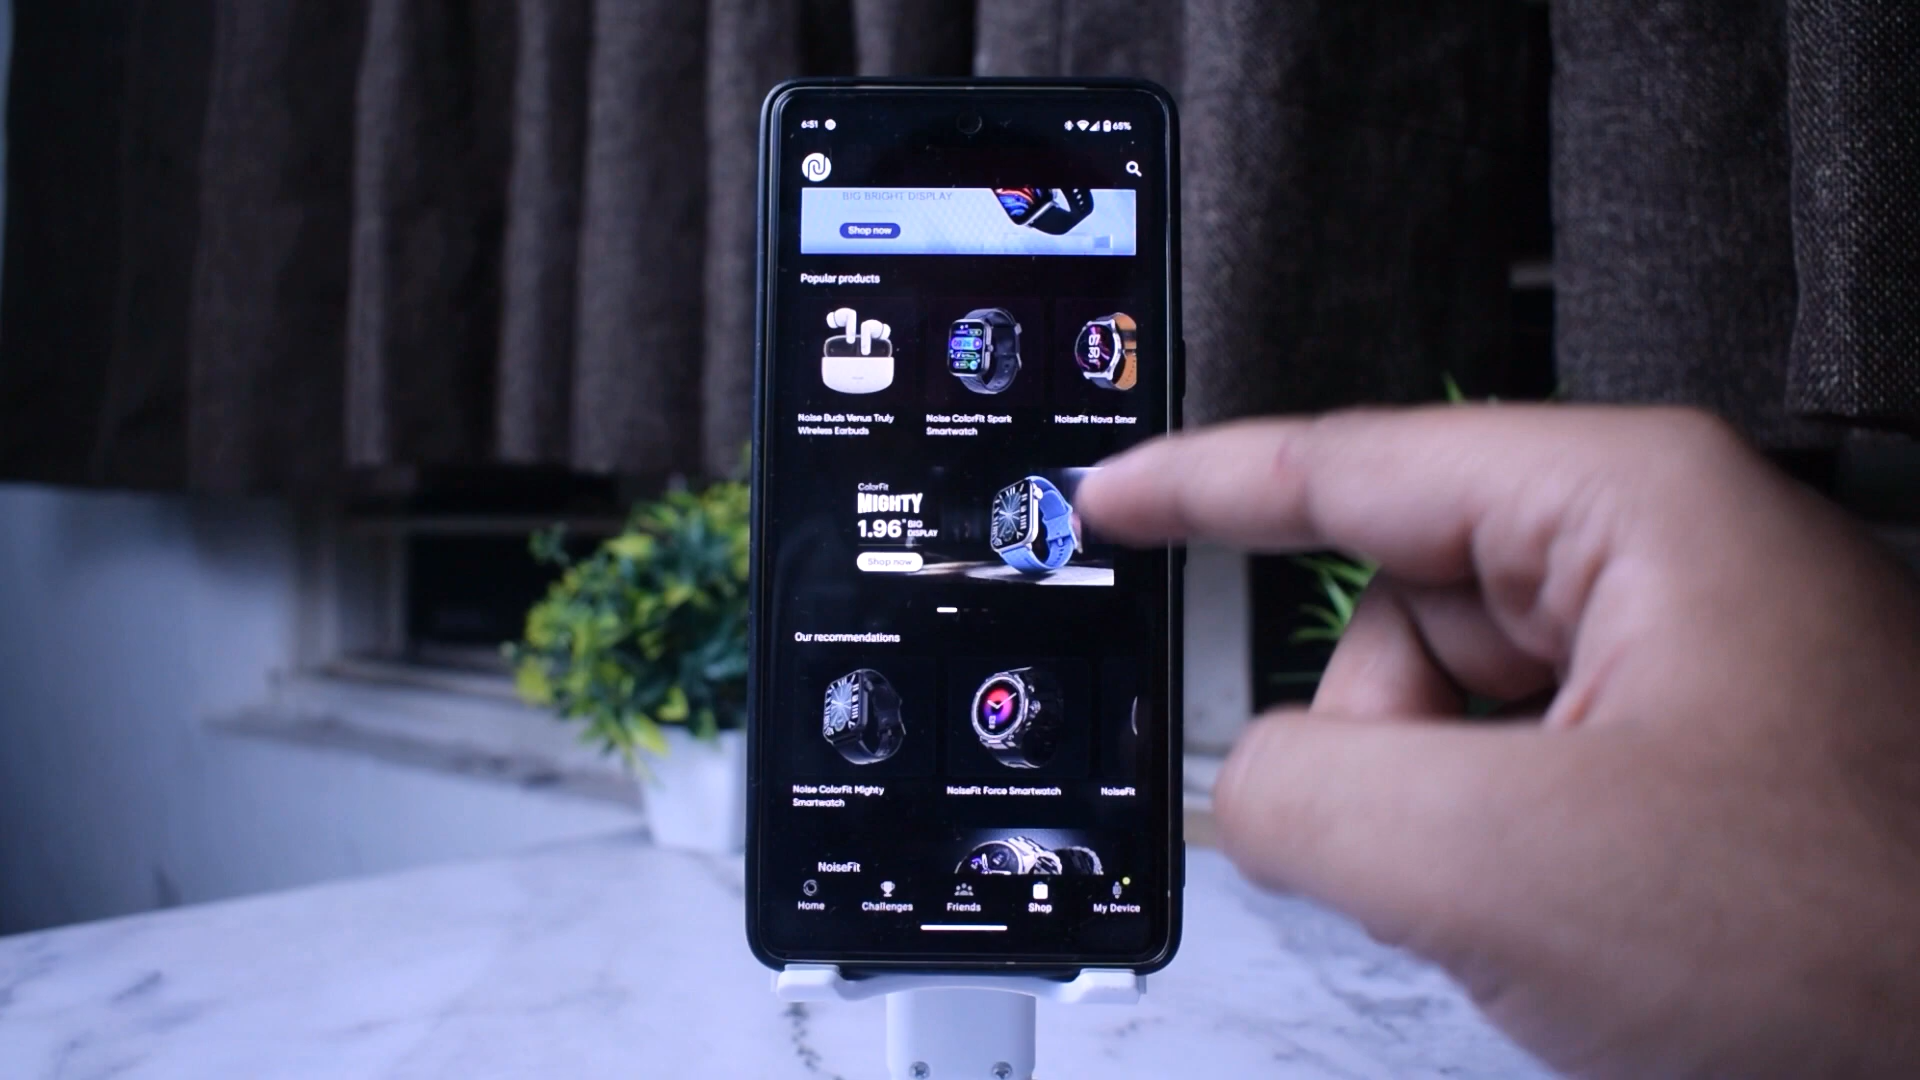 6:51
65%
BIG BRIGHT DISPLAY
Shop now
Popular products
Noise Buds Venus Truly
Wireless Earbuds
Noise ColorFit Spark
Smartwatch
NoiseFit Nova Smar
ColorFit
MIGHTY
1.96" BIG
DISPLAY
Shop now
Our recommendations
Noise ColorFit Mighty
Smartwatch
NoiseFit Force Smartwatch
NoiseFit
NoiseFit
Home
Challenges
Friends
Shop
My Device